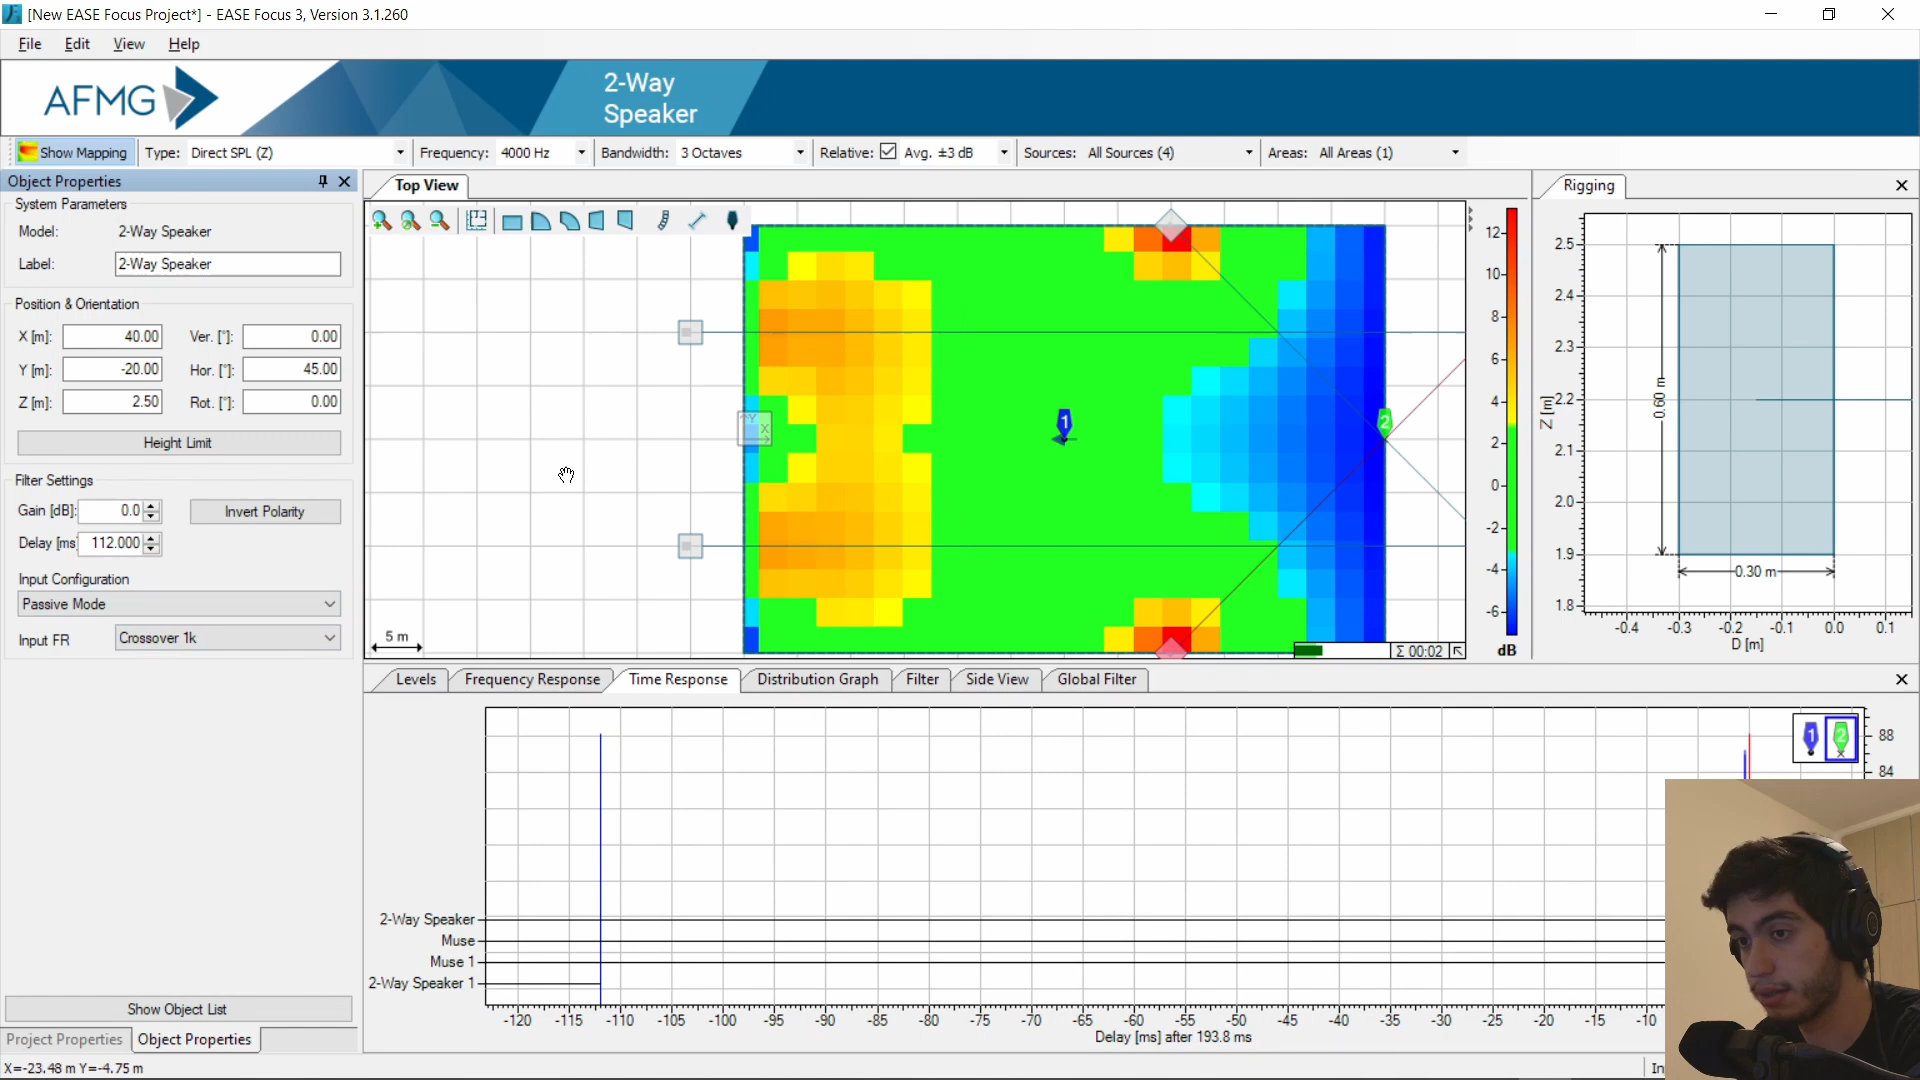 [New EASE Focus Project*] - EASE Focus 3, Version 3.1.260
File Edit View Help
AFMG
2-Way
Speaker
Show Mapping Type: Direct SPL (Z) Frequency: 4000 Hz Bandwidth: 3 Octaves Relative: Avg. ±3 dB Sources: All Sources (4) Areas: All Areas (1)
Object Properties
System Parameters
Model: 2-Way Speaker
Label: 2-Way Speaker
Position & Orientation
X [m]: 40.00 Ver. [°]: 0.00
Y [m]: -20.00 Hor. [°]: 45.00
Z [m]: 2.50 Rot. [°]: 0.00
Height Limit
Filter Settings
Gain [dB]: 0.0 Invert Polarity
Delay [ms 112.000
Input Configuration
Passive Mode
Input FR Crossover 1k
Show Object List
Project Properties Object Properties
X=-23.48 m Y=-4.75 m
Top View
Y
X
1
2
5 m
Σ 00:02
12
10
8
6
4
2
0
-2
-4
-6
dB
Rigging
2.5
2.4
2.3
2.2
2.1
2.0
1.9
1.8
Z [m]
0.60 m
0.30 m
-0.4 -0.3 -0.2 -0.1 0.0 0.1
D [m]
Levels Frequency Response Time Response Distribution Graph Filter Side View Global Filter
1 2
88
84
2-Way Speaker
Muse
Muse 1
2-Way Speaker 1
-120 -115 -110 -105 -100 -95 -90 -85 -80 -75 -70 -65 -60 -55 -50 -45 -40 -35 -30 -25 -20 -15 -10
Delay [ms] after 193.8 ms
In